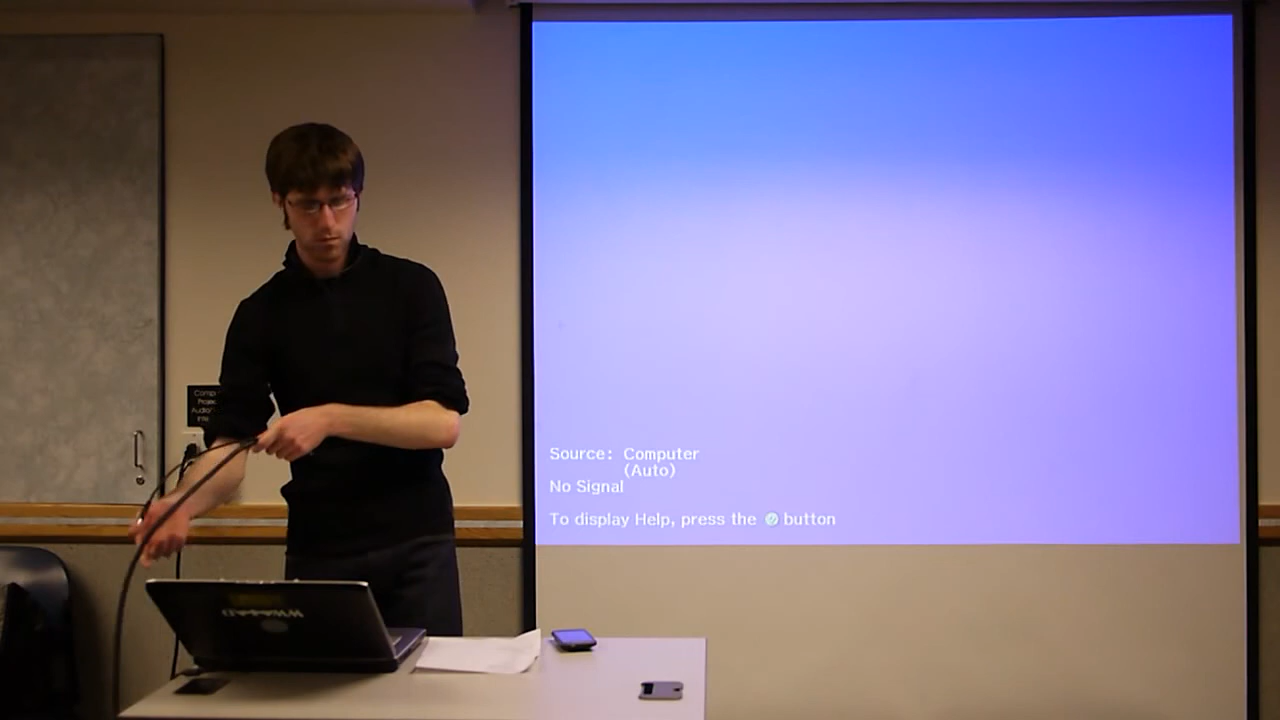 Source: Computer
(Auto)
No Signal
To display Help, press the button